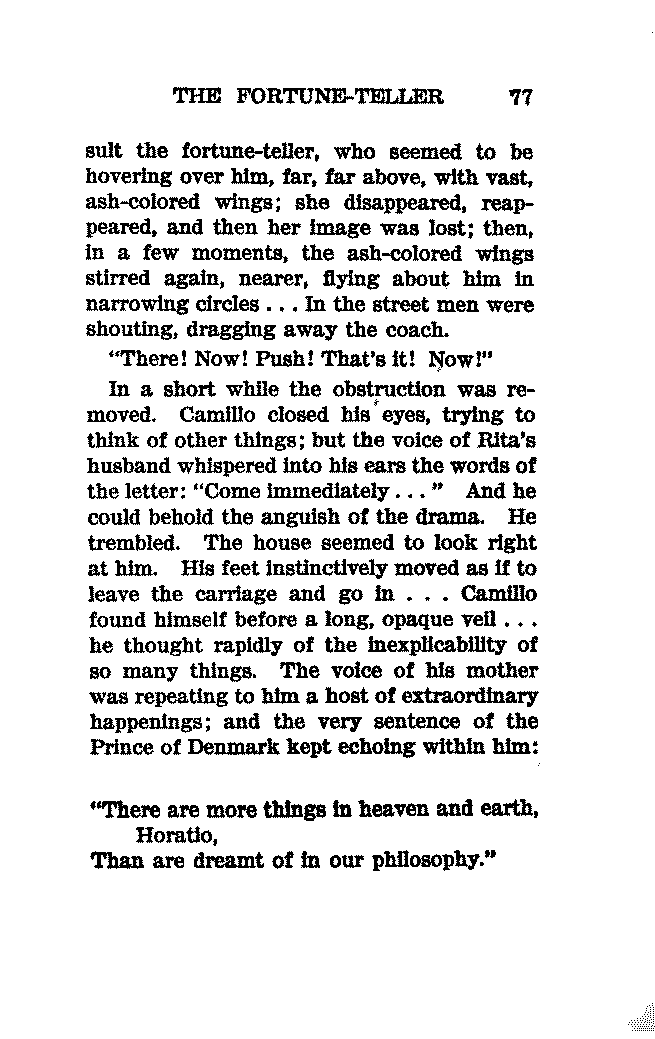 THE FORTUNE-TELLER 77
sult the fortune-teller, who seemed to be
hovering over him, far, far above, with vast,
ash-colored wings; she disappeared, reap-
peared, and then her image was lost; then,
in a few moments, the ash-colored wings
stirred again, nearer, flying about him in
narrowing circles . . . In the street men were
shouting, dragging away the coach.
"There! Now! Push! That's it! Now!"
In a short while the obstruction was re-
moved. Camillo closed his eyes, trying to
think of other things; but the voice of Rita's
husband whispered into his ears the words of
the letter: "Come immediately . . . " And he
could behold the anguish of the drama. He
trembled. The house seemed to look right
at him. His feet instinctively moved as if to
leave the carriage and go in . . . Camillo
found himself before a long, opaque veil . . .
he thought rapidly of the inexplicability of
so many things. The voice of his mother
was repeating to him a host of extraordinary
happenings; and the very sentence of the
Prince of Denmark kept echoing within him:
"There are more things in heaven and earth,
Horatio,
Than are dreamt of in our philosophy."